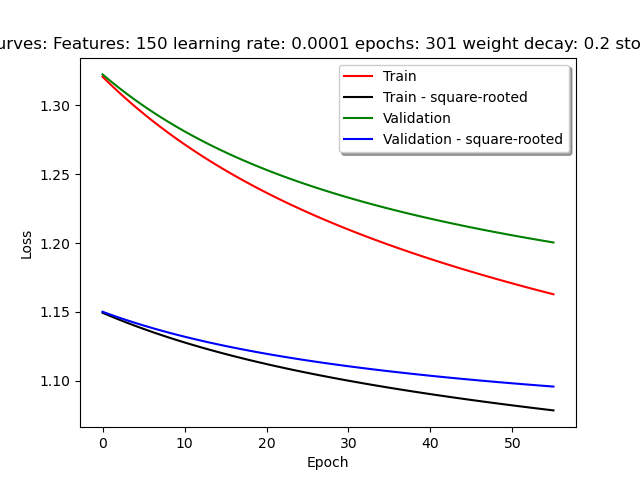 Features: 150 learning rate: 0.0001 epochs: 301 weight decay: 0.2
Train
Train - square-rooted
Validation
Validation - square-rooted
1.30
1.25
1.20
1.15
1.10
Loss
0 10 20 30 40 50
Epoch